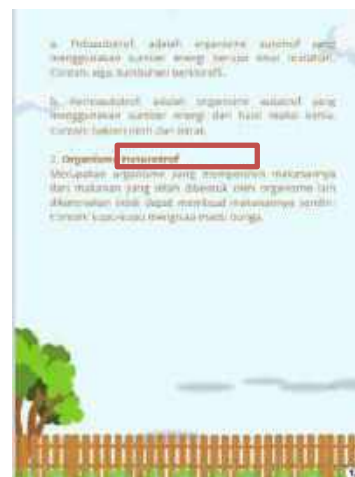 a. Fotoautotrof, adalah organisme autotrof yang
menggunakan sumber energi berupa sinar matahari.
Contoh: alga, tumbuhan berklorofil.
b. Kemoautotrof, adalah organisme autotrof yang
menggunakan sumber energi dari hasil reaksi kimia.
Contoh: bakteri nitrit dan nitrat.
2. Organisme Heterotrof
Merupakan organisme yang memperoleh makanannya
dari makanan yang telah dibentuk oleh organisme lain
dikarenakan tidak dapat membuat makanannya sendiri.
Contoh: kupu-kupu mengisap madu bunga.